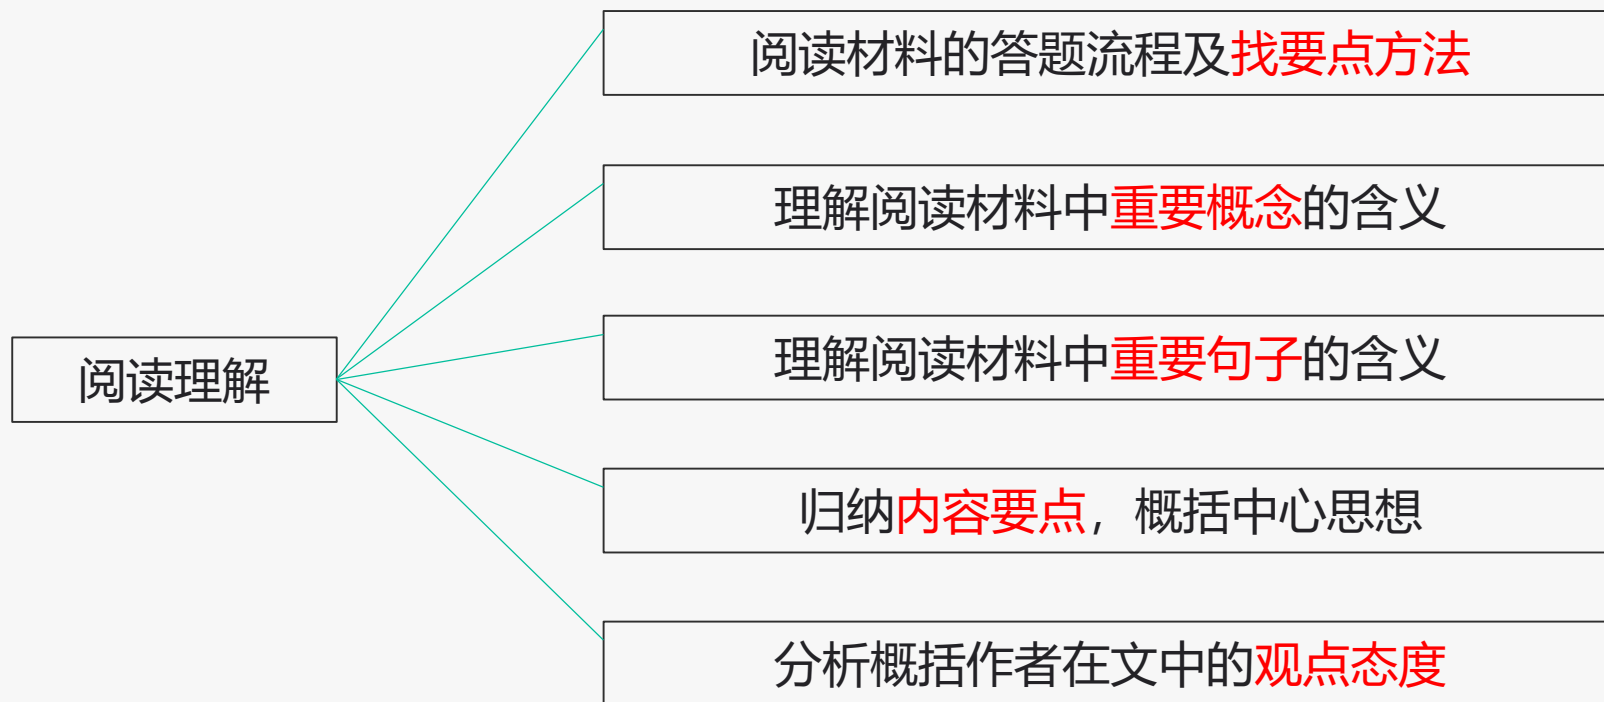 阅读材料的答题流程及找要点方法
理解阅读材料中重要概念的含义
理解阅读材料中重要句子的含义
阅读理解
归纳内容要点，概括中心思想
分析概括作者在文中的观点态度